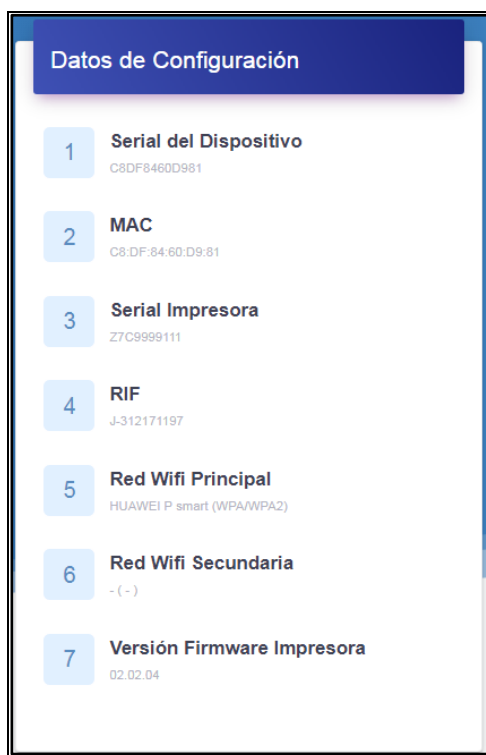 Datos de Configuración
1
Serial del Dispositivo
C8DF8460D981
2
MAC
C8:DF:84:60:D9:81
3
Serial Impresora
Z7C9999111
4
RIF
J-312171197
5
Red Wifi Principal
HUAWEI P smart (WPA/WPA2)
6
Red Wifi Secundaria
- ( - )
7
Versión Firmware Impresora
02.02.04